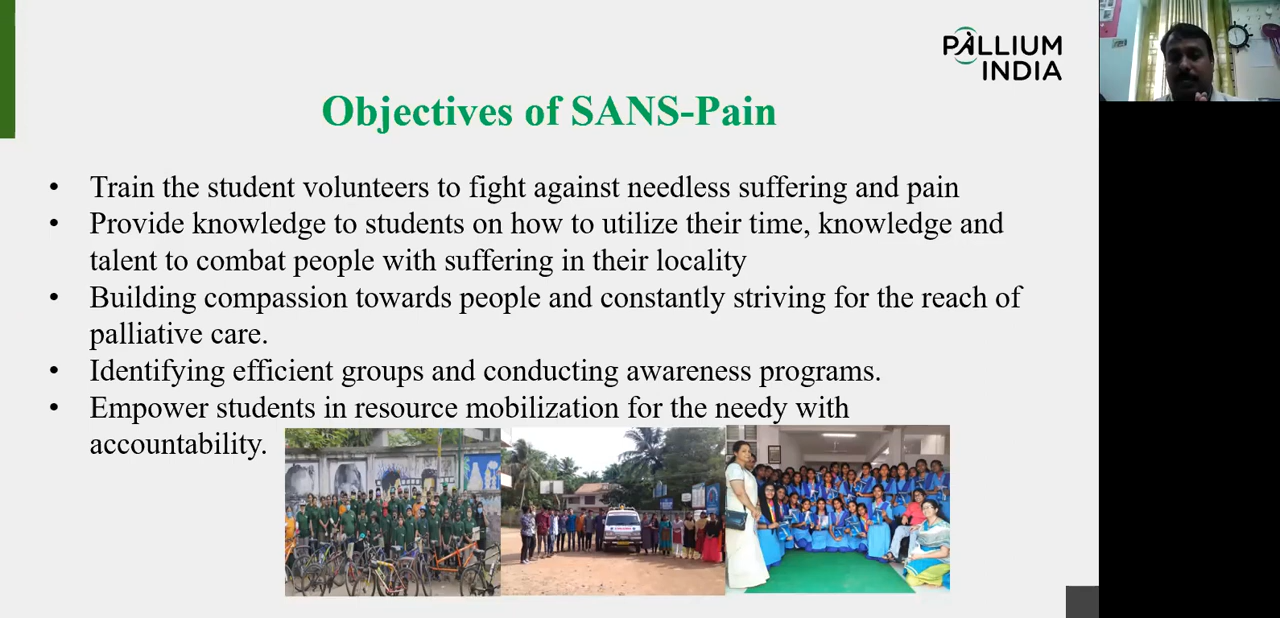 PALLIUM
INDIA
Objectives of SANS-Pain
• Train the student volunteers to fight against needless suffering and pain
• Provide knowledge to students on how to utilize their time, knowledge and
talent to combat people with suffering in their locality
• Building compassion towards people and constantly striving for the reach of
palliative care.
• Identifying efficient groups and conducting awareness programs.
• Empower students in resource mobilization for the needy with
accountability.